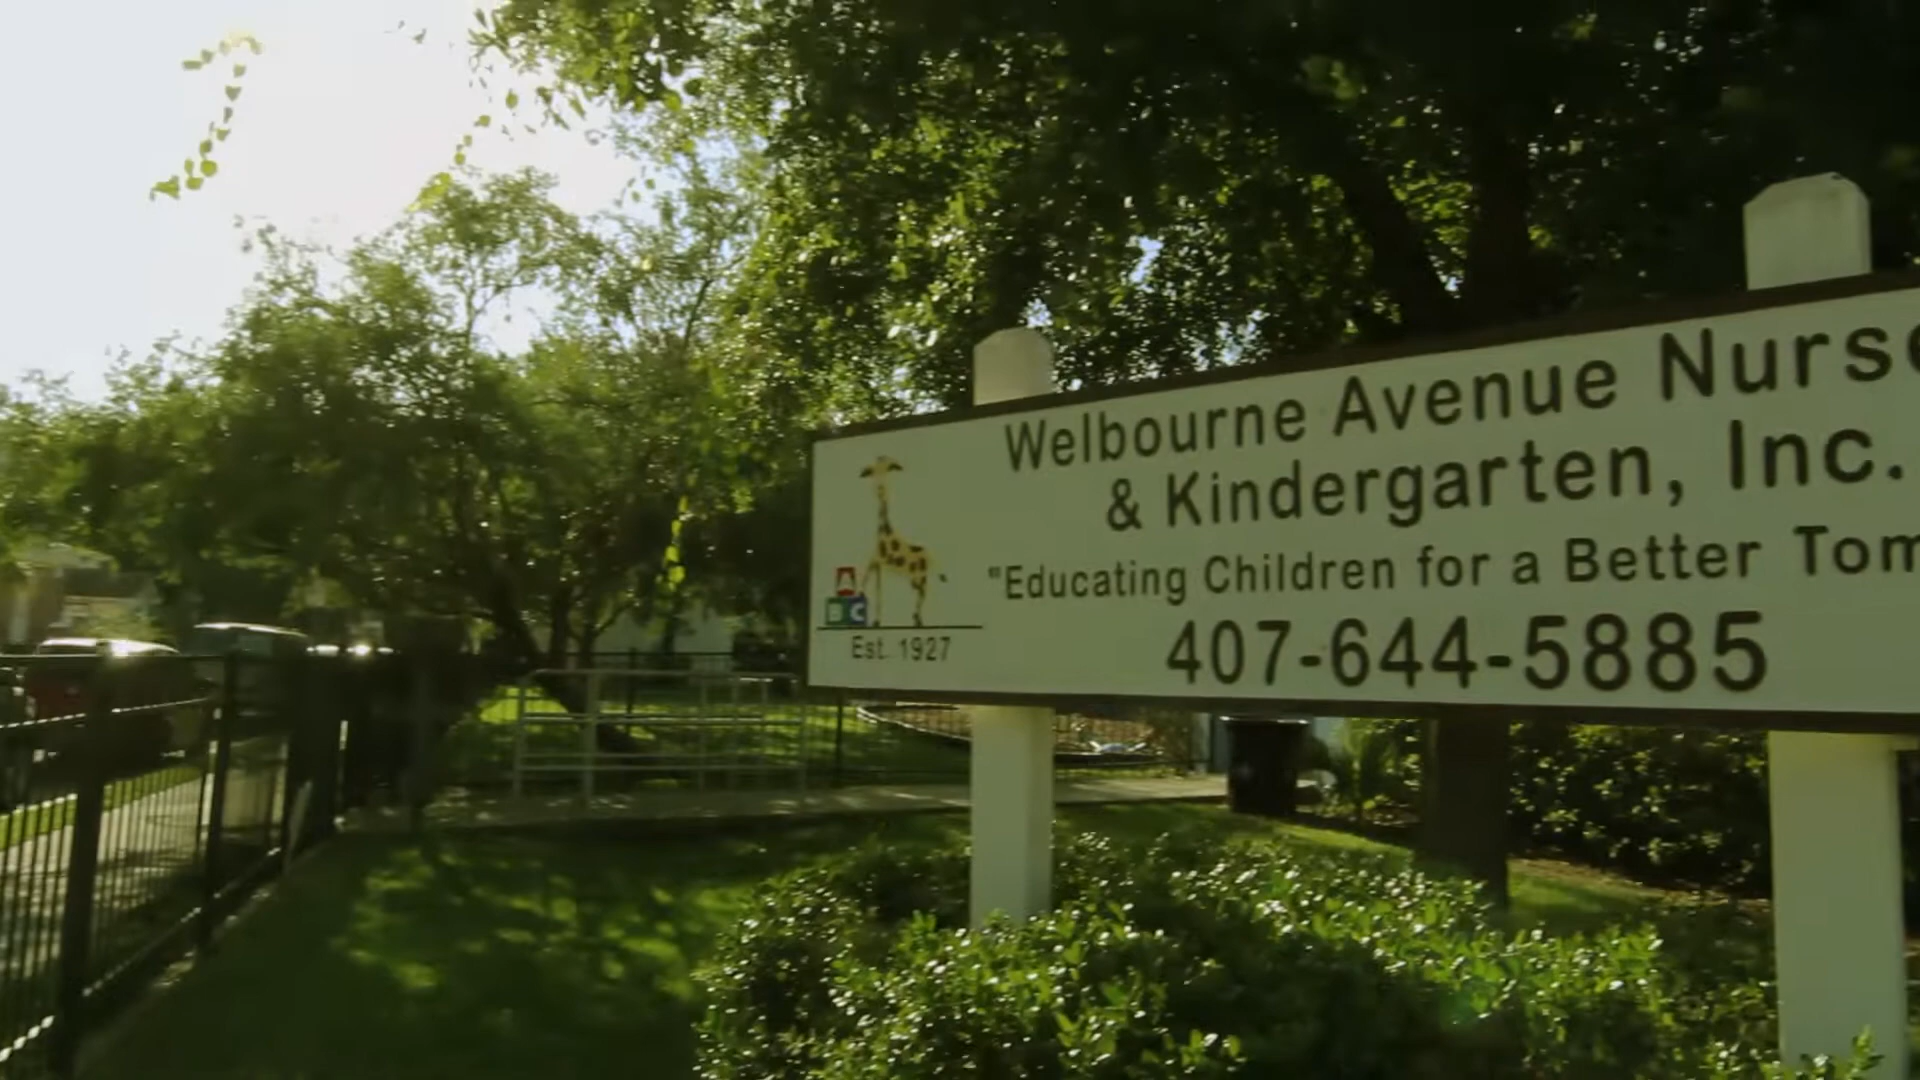 Welbourne Avenue Nurse
& Kindergarten, Inc.
"Educating Children for a Better Tom
407-644-5885
A
B C
Est. 1927